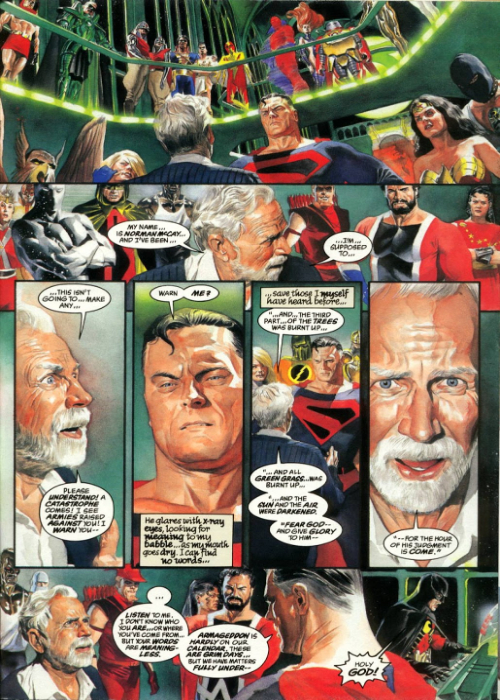 MY NAME...
IS NORMAN McCAY...
AND I'VE BEEN...
...I'M...
SUPPOSED
TO...
...THIS ISN'T
GOING TO...MAKE
ANY...
PLEASE
UNDERSTAND! A
CATASTROPHE
COMES! I SEE
ARMIES RAISED
AGAINST YOU! I
WARN YOU--
WARN ME?
He glares with x-ray
eyes, looking for
meaning to my
babble...as my mouth
goes dry. I can find
no words...
...save those I myself
have heard before...
"...AND...THE THIRD
PART...OF THE TREES
WAS BURNT UP...
"...AND ALL
GREEN GRASS...WAS
BURNT UP...
"...AND THE
SUN AND THE AIR
WERE DARKENED.
"FEAR GOD--
AND GIVE GLORY
TO HIM--
"--FOR THE HOUR
OF HIS JUDGMENT
IS COME."
...
LISTEN TO ME.
I DON'T KNOW WHO
YOU ARE...OR WHERE
YOU'VE COME FROM...
BUT YOUR WORDS
ARE MEANING-
LESS.
ARMAGEDDON IS
HARDLY ON OUR
CALENDAR. THESE
ARE GRIM DAYS...
BUT WE HAVE MATTERS
FULLY UNDER--
HOLY
GOD!